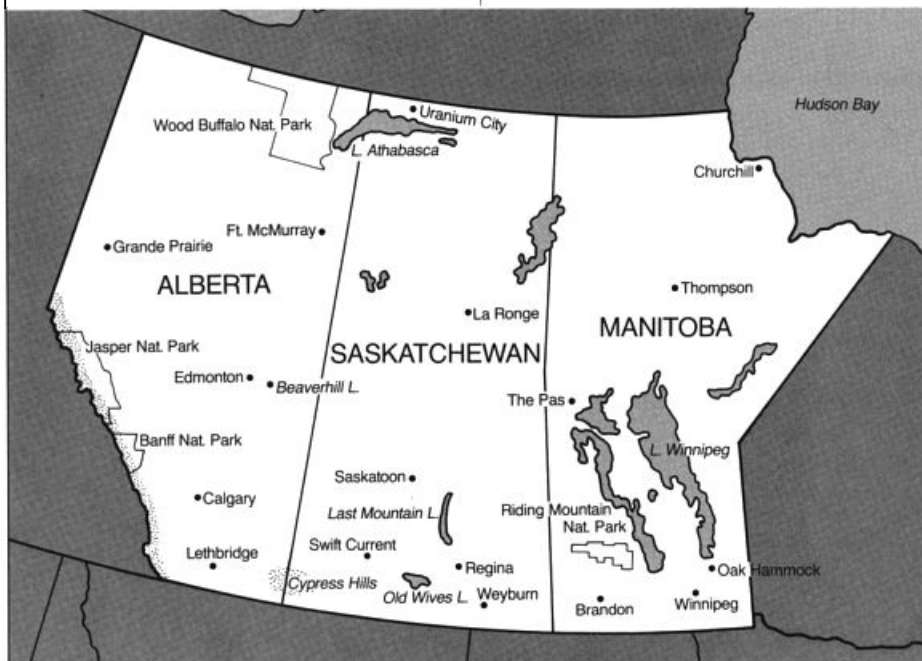 Hudson Bay
Uranium City
Wood Buffalo Nat. Park
L. Athabasca
Churchill
Ft. McMurray
Grande Prairie
ALBERTA
Thompson
La Ronge
MANITOBA
Jasper Nat. Park
SASKATCHEWAN
Edmonton
Beaverhill L.
The Pas
Banff Nat. Park
L. Winnipeg
Saskatoon
Calgary
Last Mountain L.
Riding Mountain
Nat. Park
Swift Current
Lethbridge
Regina
Oak Hammock
Cypress Hills
Old Wives L.
Weyburn
Brandon
Winnipeg